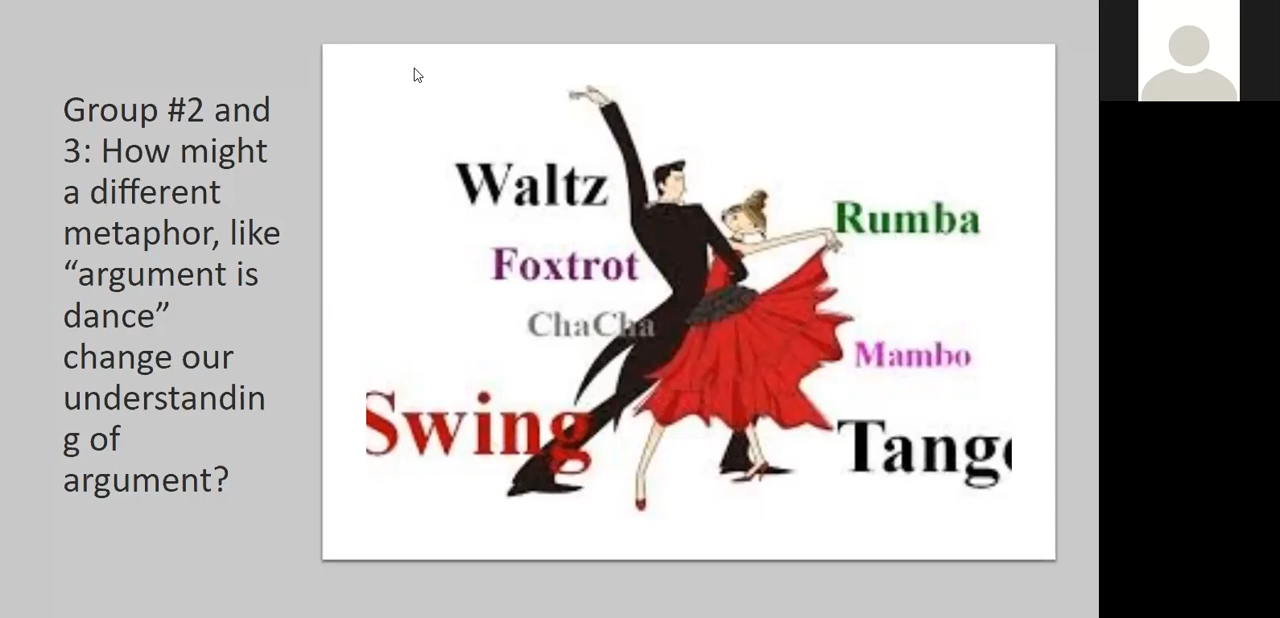 Group #2 and
3: How might
a different
metaphor, like
“argument is
dance”
change our
understandin
g of
argument?
Waltz
Rumba
Foxtrot
ChaCha
Mambo
Swing
Tango